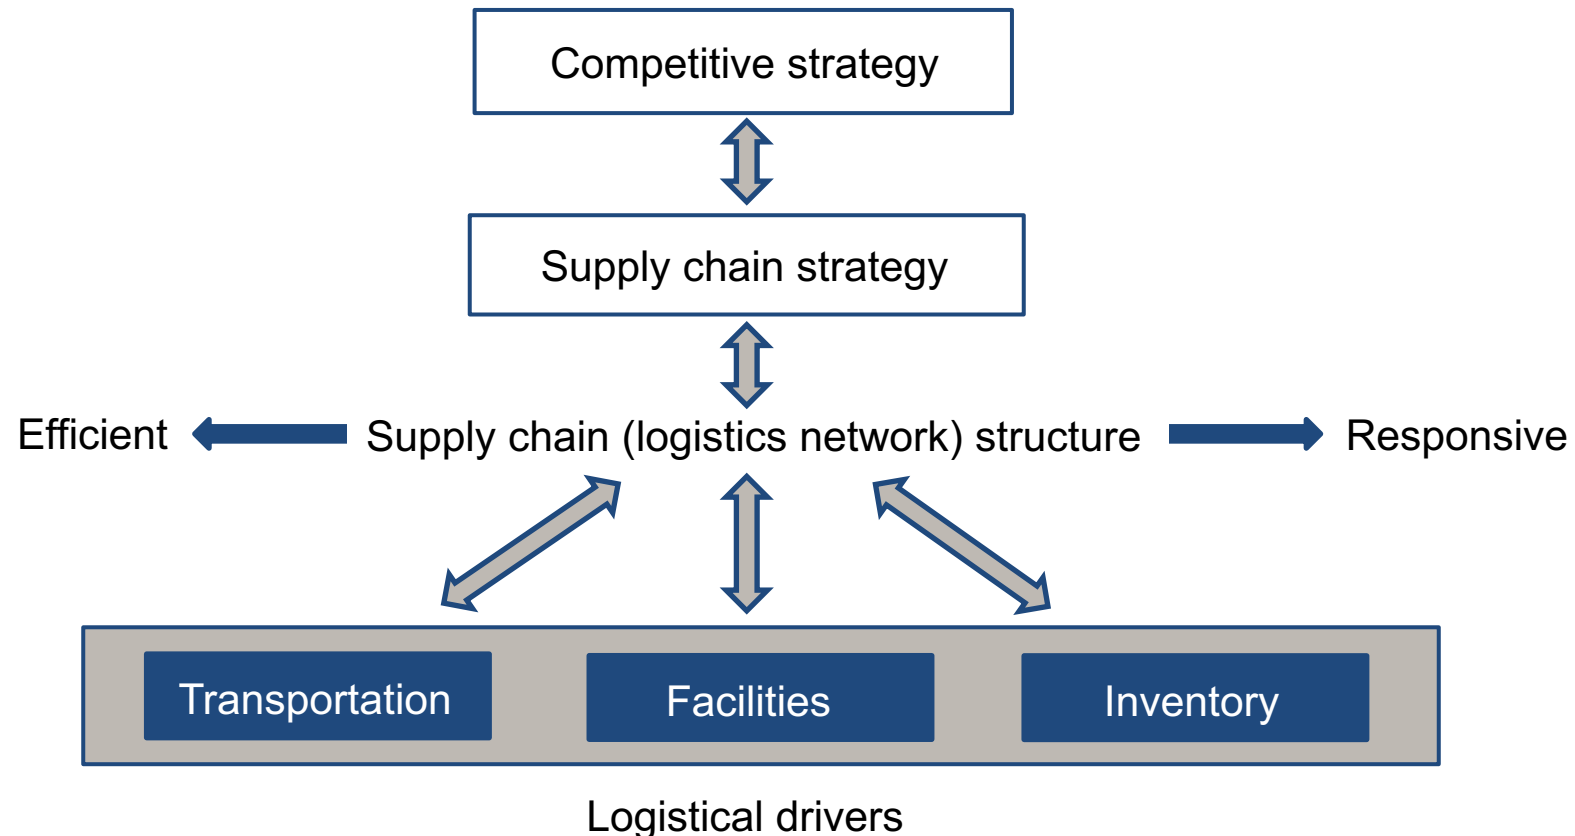 Competitive strategy
Supply chain strategy
Efficient
Supply chain (logistics network) structure
Responsive
Transportation
Facilities
Inventory
Logistical drivers